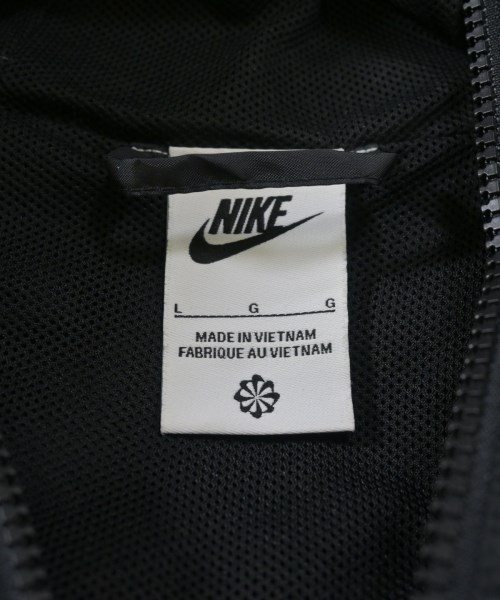 NIKE
L G G
MADE IN VIETNAM
FABRIQUE AU VIETNAM